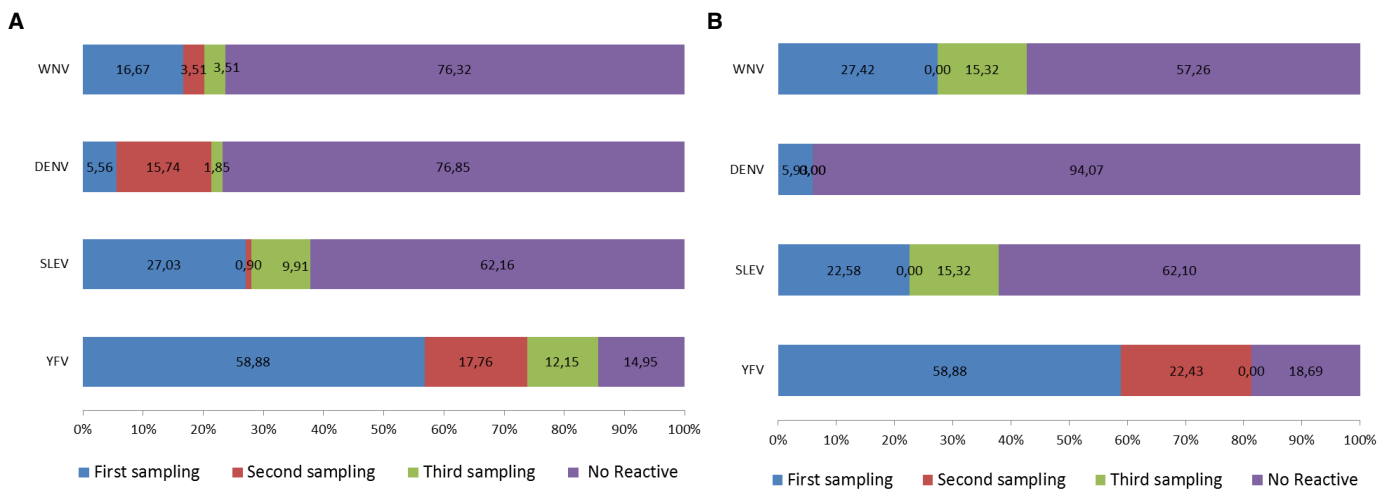 A
WNV 16,67 3,51 3,51 76,32
DENV 5,56 15,74 1,85 76,85
SLEV 27,03 0,90 9,91 62,16
YFV 58,88 17,76 12,15 14,95
0% 10% 20% 30% 40% 50% 60% 70% 80% 90% 100%
First sampling Second sampling Third sampling No Reactive
B
WNV 27,42 0,00 15,32 57,26
DENV 5,93 0,00 94,07
SLEV 22,58 0,00 15,32 62,10
YFV 58,88 22,43 0,00 18,69
0% 10% 20% 30% 40% 50% 60% 70% 80% 90% 100%
First sampling Second sampling Third sampling No Reactive